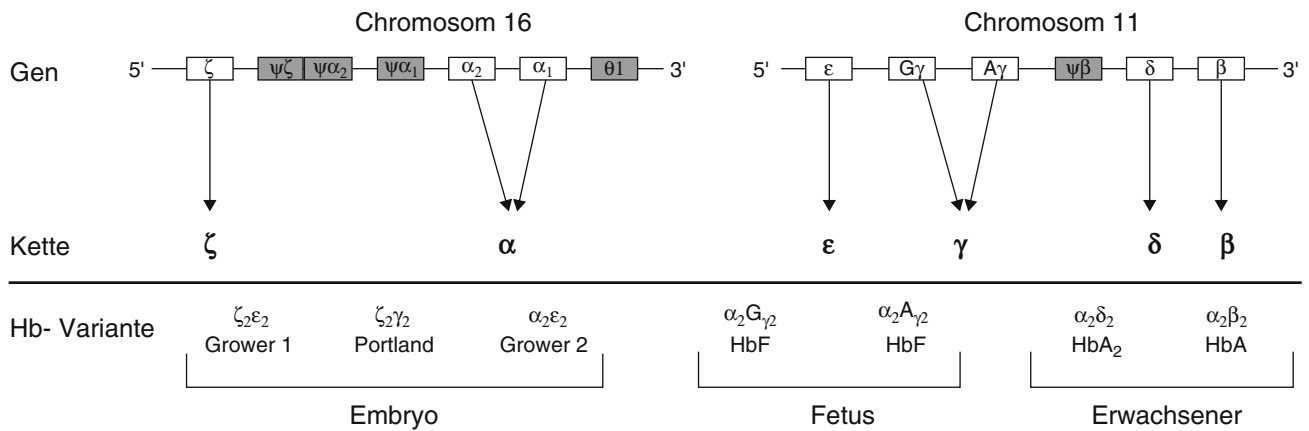 Chromosom 16 Chromosom 11
Gen 5' ζ ψζ ψα₂ ψα₁ α₂ α₁ θ1 3' 5' ε Gγ Aγ ψβ δ β 3'
Kette ζ α ε γ δ β
Hb- Variante ζ₂ε₂ ζ₂γ₂ α₂ε₂ α₂Gγ₂ α₂Aγ₂ α₂δ₂ α₂β₂
Grower 1 Portland Grower 2 HbF HbF HbA₂ HbA
Embryo Fetus Erwachsener